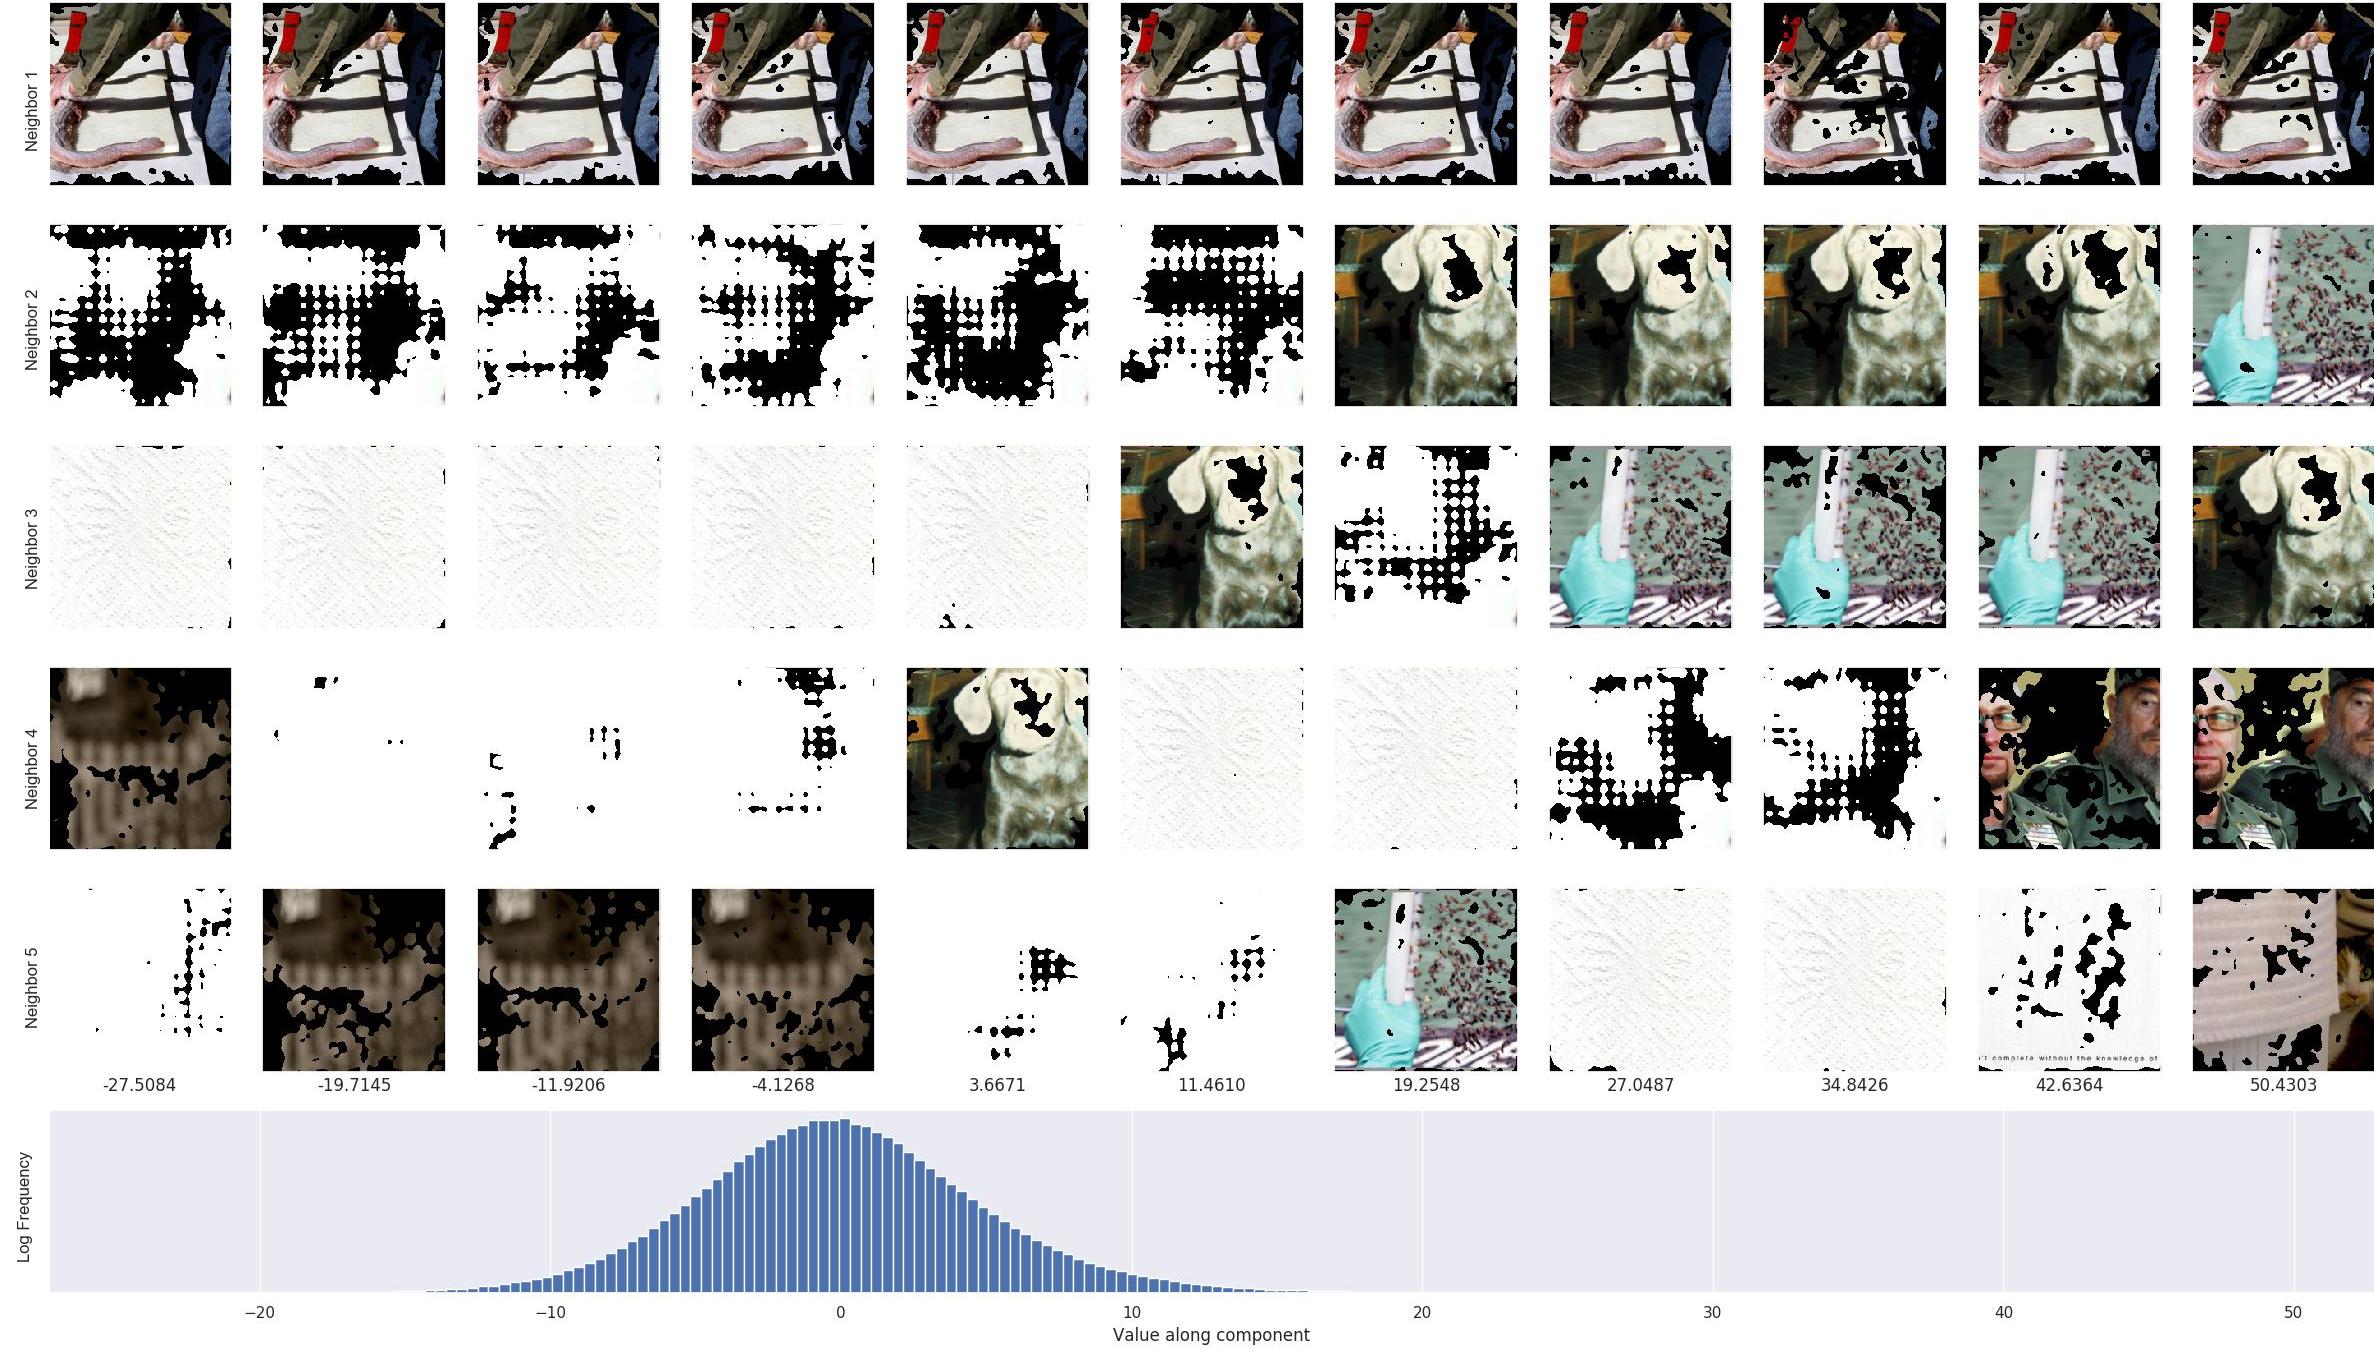 Neighbor 1
Neighbor 2
Neighbor 3
Neighbor 4
Neighbor 5
't complete without the knowledge of
-27.5084 -19.7145 -11.9206 -4.1268 3.6671 11.4610 19.2548 27.0487 34.8426 42.6364 50.4303
Log Frequency
−20 −10 0 10 20 30 40 50
Value along component